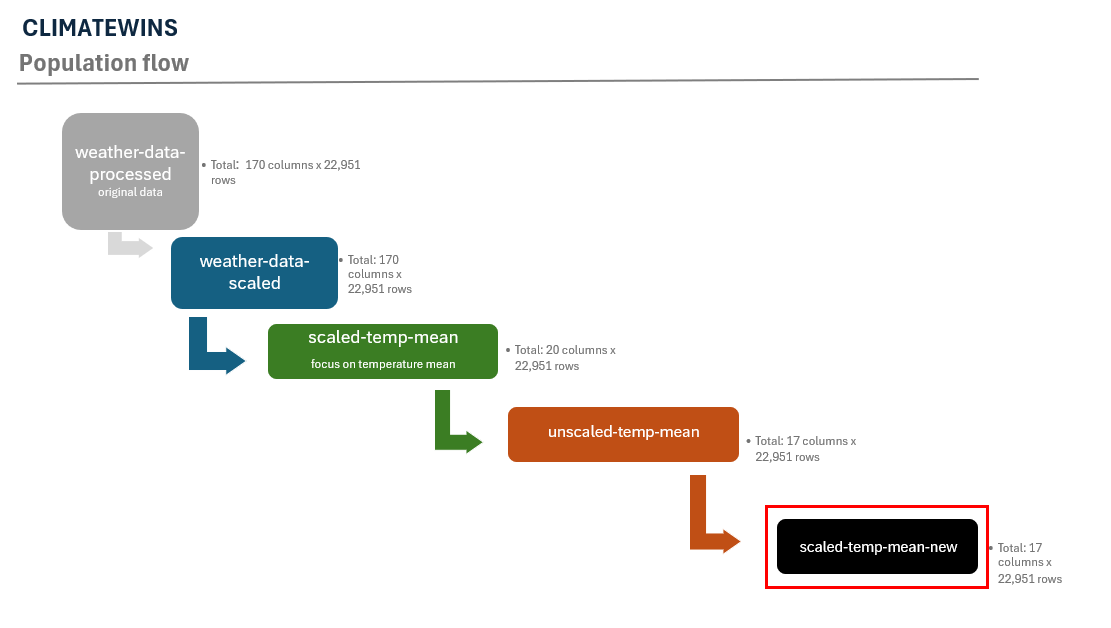 CLIMATEWINS
Population flow
weather-data-
processed
original data
• Total:  170 columns x 22,951
rows
weather-data-
scaled
• Total: 170
columns x
22,951 rows
scaled-temp-mean
focus on temperature mean
• Total: 20 columns x
22,951 rows
unscaled-temp-mean
• Total: 17 columns x
22,951 rows
scaled-temp-mean-new
• Total: 17
columns x
22,951 rows